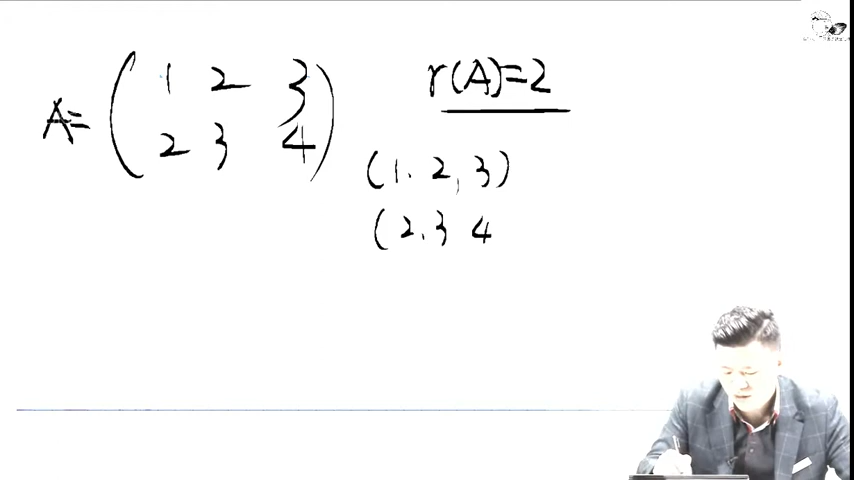 A= ( 1 2 3
2 3 4 )
r(A)=2
(1. 2, 3)
(2. 3 4